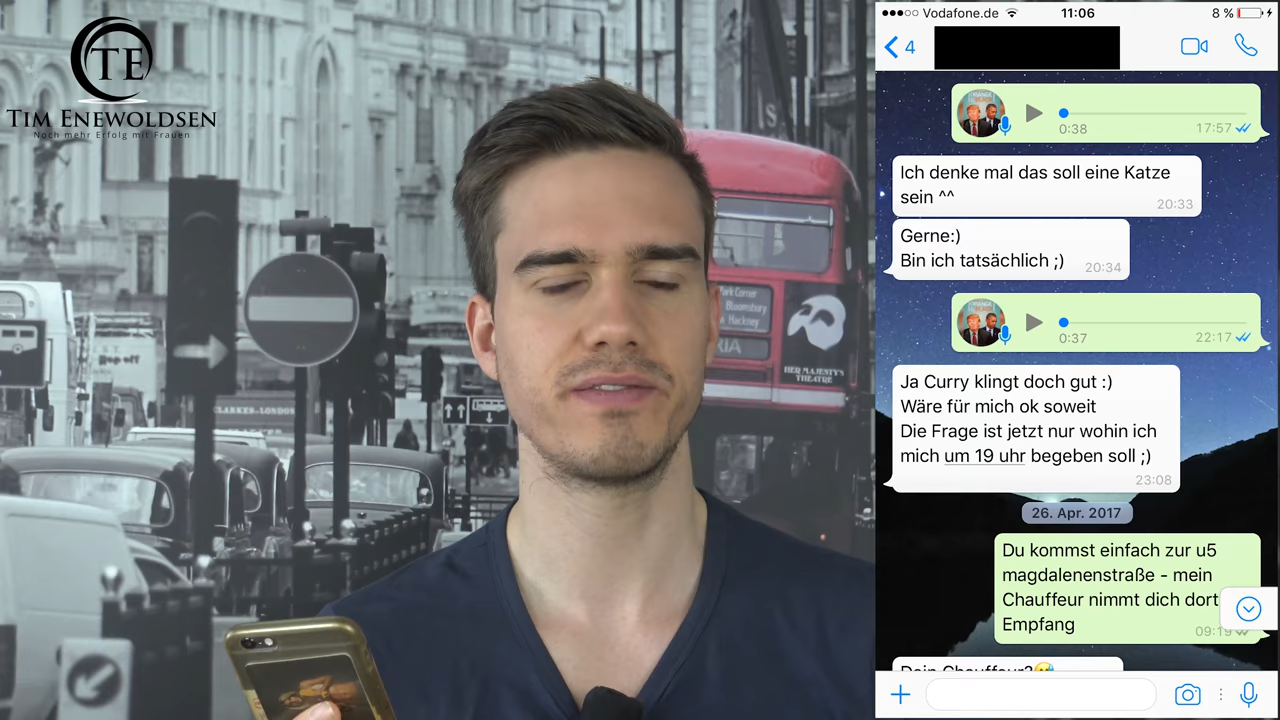 TE
TIM ENEWOLDSEN
Noch mehr Erfolg mit Frauen
CLARKER-LONDON
Park Corner
Bloomsbury
Hackney
HER MAJESTY'S
THEATRE
Vodafone.de
11:06
8 %
4
0:38
17:57
Ich denke mal das soll eine Katze
sein ^^
20:33
Gerne:)
Bin ich tatsächlich ;)
20:34
0:37
22:17
Ja Curry klingt doch gut :)
Wäre für mich ok soweit
Die Frage ist jetzt nur wohin ich
mich um 19 uhr begeben soll ;)
23:08
26. Apr. 2017
Du kommst einfach zur u5
magdalenenstraße - mein
Chauffeur nimmt dich dort
Empfang
09:19
Dein Chauffeur?😅